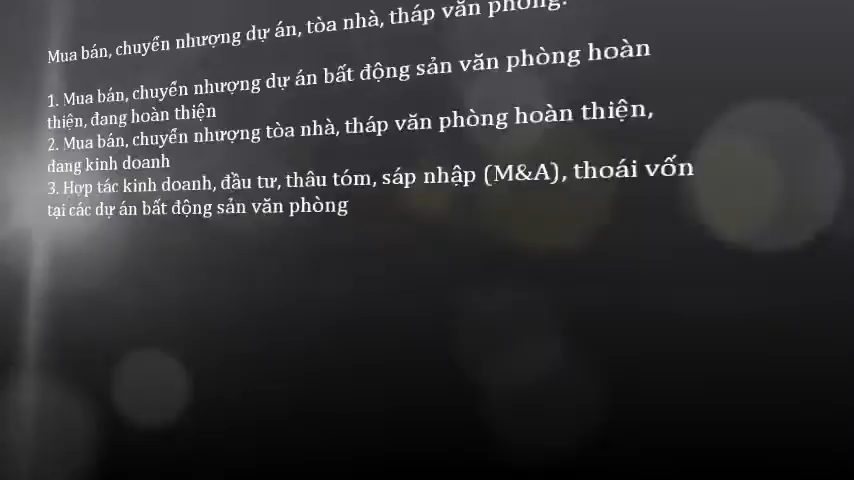 Mua bán, chuyển nhượng dự án, tòa nhà, tháp văn phòng:
1. Mua bán, chuyển nhượng dự án bất động sản văn phòng hoàn
thiện, đang hoàn thiện
2. Mua bán, chuyển nhượng tòa nhà, tháp văn phòng hoàn thiện,
đang kinh doanh
3. Hợp tác kinh doanh, đầu tư, thâu tóm, sáp nhập (M&A), thoái vốn
tại các dự án bất động sản văn phòng